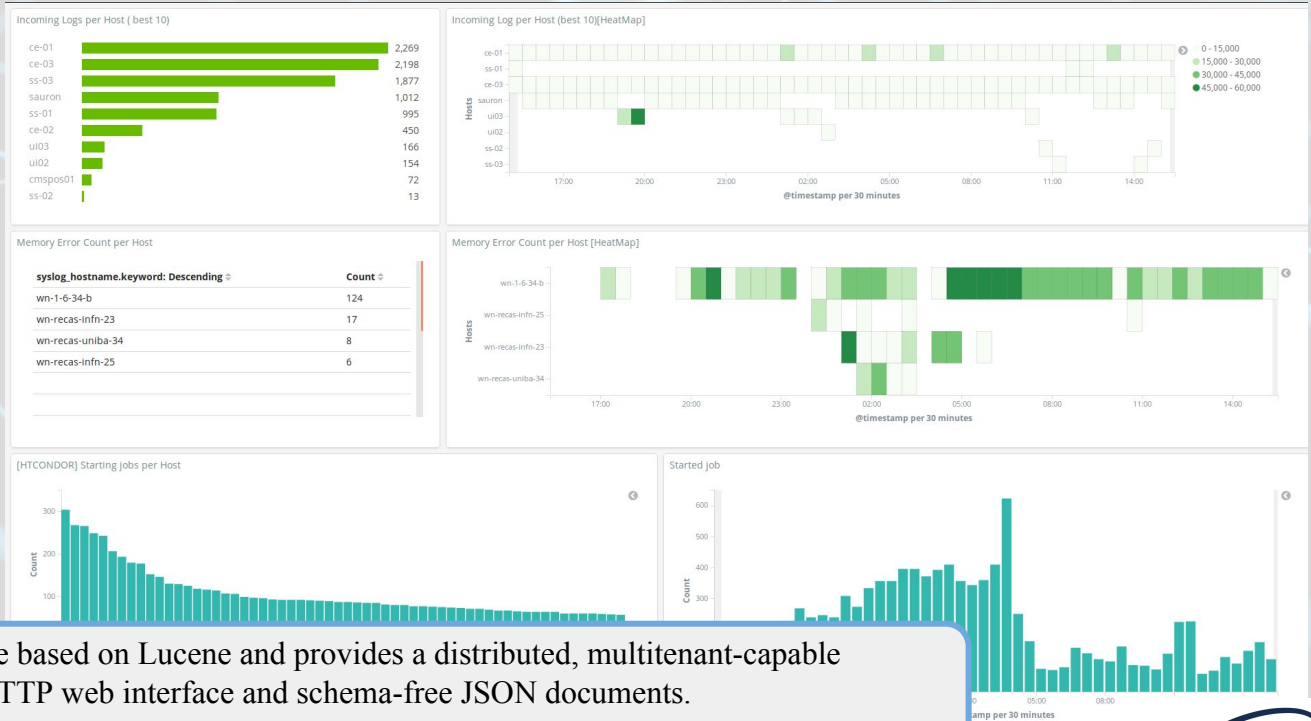 Incoming Logs per Host ( best 10)
ce-01 2,269
ce-03 2,198
ss-03 1,877
sauron 1,012
ss-01 995
ce-02 450
ui03 166
ui02 154
cmspos01 72
ss-02 13
Incoming Log per Host (best 10)[HeatMap]
Hosts
ce-01
ss-01
ce-03
sauron
ui03
ui02
ss-02
ss-03
17:00 20:00 23:00 02:00 05:00 08:00 11:00 14:00
@timestamp per 30 minutes
0 - 15,000
15,000 - 30,000
30,000 - 45,000
45,000 - 60,000
Memory Error Count per Host
syslog_hostname.keyword: Descending Count
wn-1-6-34-b 124
wn-recas-infn-23 17
wn-recas-uniba-34 8
wn-recas-infn-25 6
Memory Error Count per Host [HeatMap]
Hosts
wn-1-6-34-b
wn-recas-infn-25
wn-recas-infn-23
wn-recas-uniba-34
17:00 20:00 23:00 02:00 05:00 08:00 11:00 14:00
@timestamp per 30 minutes
[HTCONDOR] Starting jobs per Host
Count
300
200
100
Started job
Count
600
500
400
300
05:00 08:00
per 30 minutes
based on Lucene and provides a distributed, multitenant-capable
web interface and schema-free JSON documents.